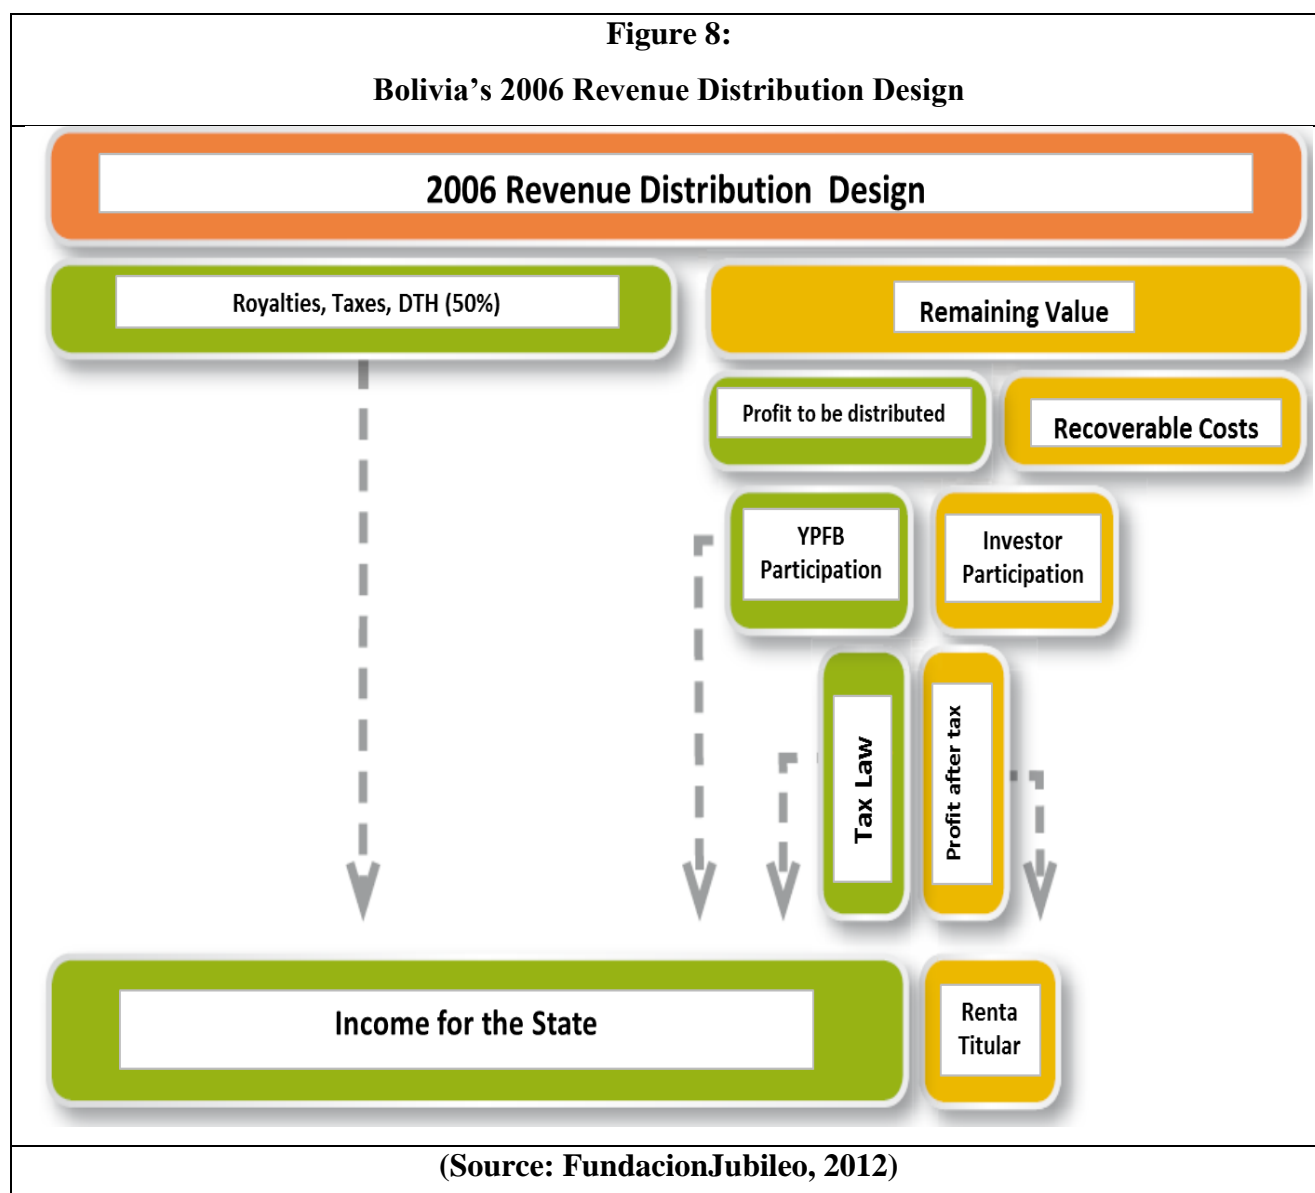 Figure 8:
Bolivia’s 2006 Revenue Distribution Design
2006 Revenue Distribution Design
Royalties, Taxes, DTH (50%)
Remaining Value
Profit to be distributed
Recoverable Costs
YPFB
Participation
Investor
Participation
Tax Law
Profit after tax
Income for the State
Renta
Titular
(Source: FundacionJubileo, 2012)